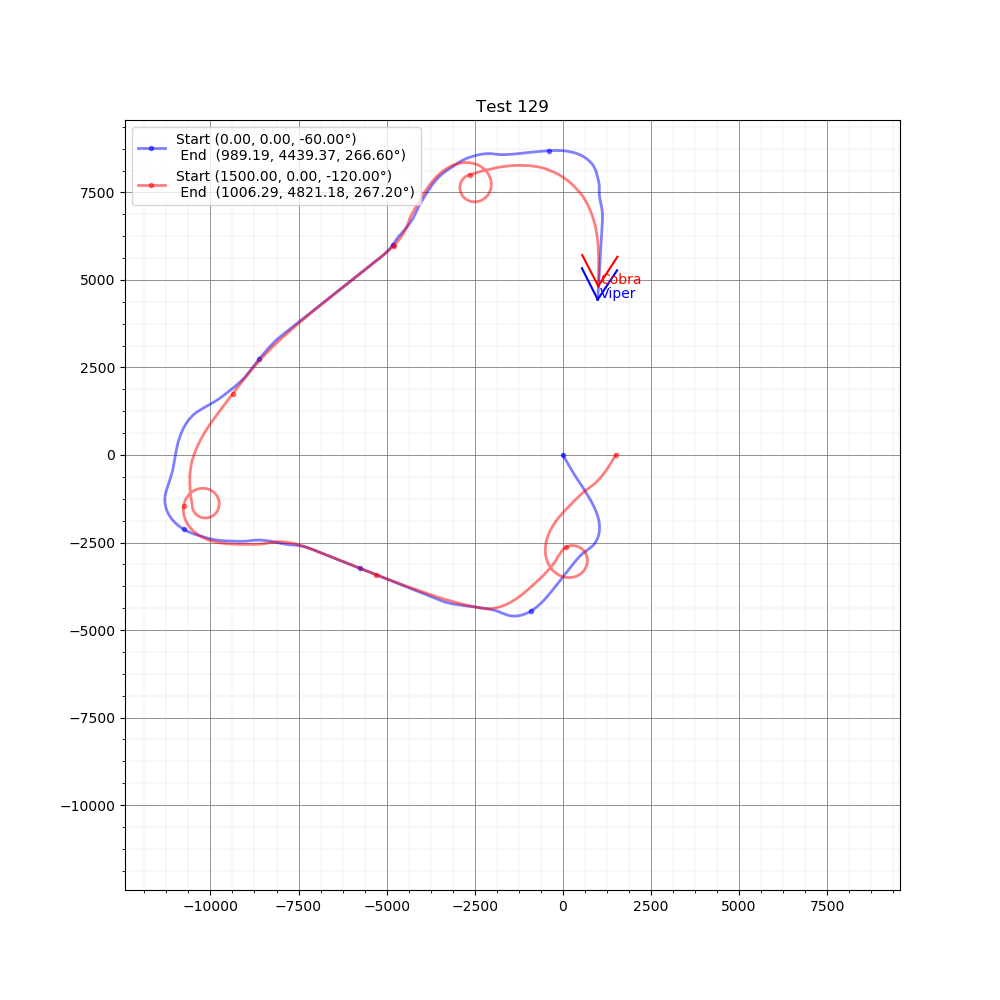 Test 129
Start (0.00, 0.00, -60.00°)
End (989.19, 4439.37, 266.60°)
Start (1500.00, 0.00, -120.00°)
End (1006.29, 4821.18, 267.20°)
7500
5000
2500
0
−2500
−5000
−7500
−10000
Cobra
Viper
−10000 −7500 −5000 −2500 0 2500 5000 7500